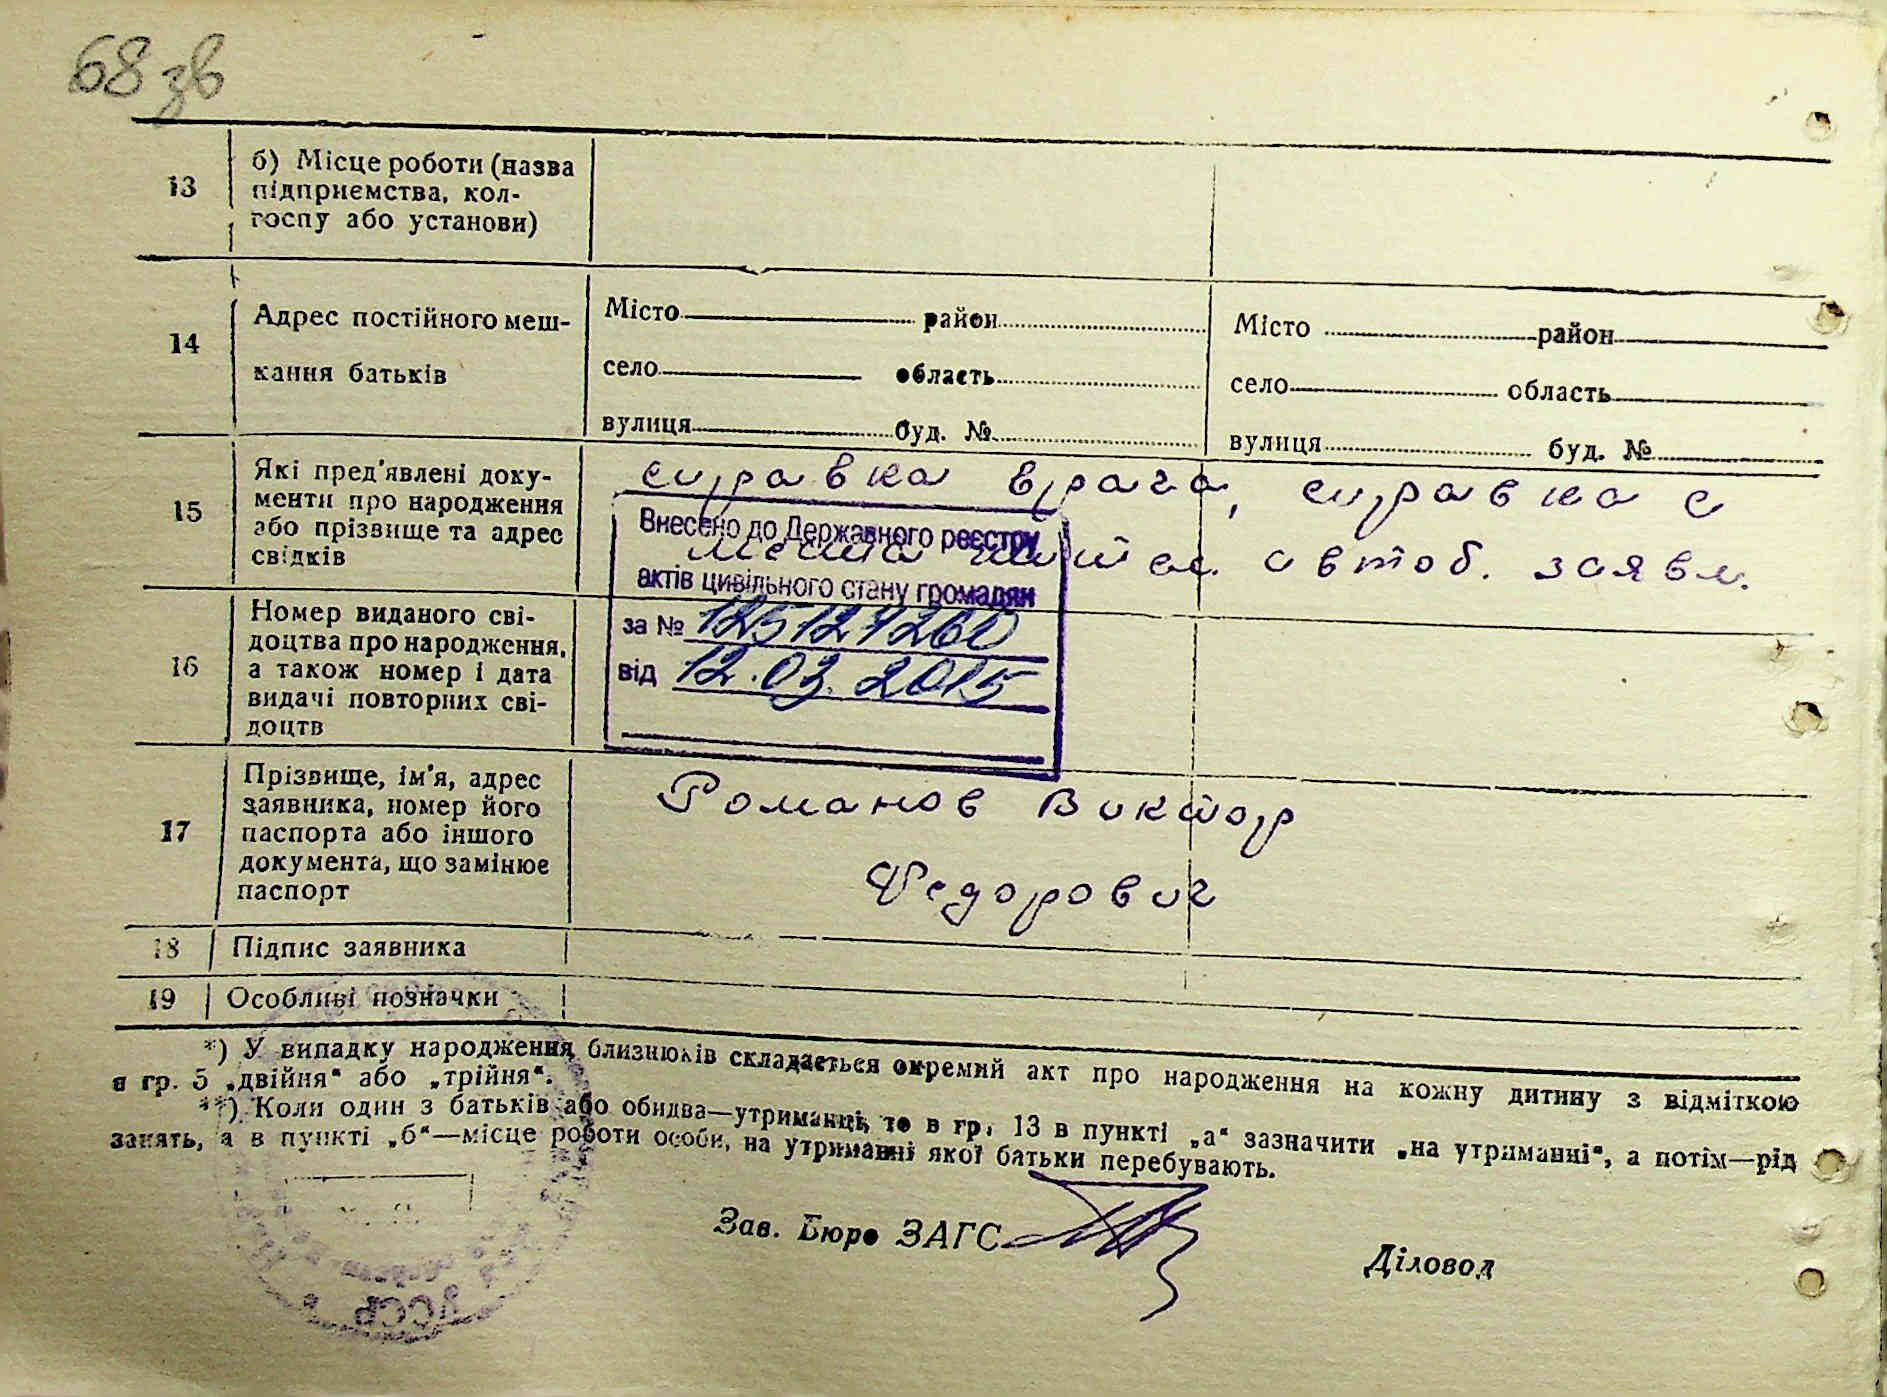 68 зв
13
б) Місце роботи (назва
підприємства, кол-
госпу або установи)
14
Адрес постійного меш-
кання батьків
Місто район
село область
вулиця буд. №
Місто район
село область
вулиця буд. №
15
Які пред'явлені доку-
менти про народження
або прізвище та адрес
свідків
справка врача, справка с
места жител. автоб. заявл.
Внесено до Державного реєстру
актів цивільного стану громадян
за № 125124260
від 12.03.2015
16
Номер виданого сві-
доцтва про народження,
а також номер і дата
видачі повторних сві-
доцтв
17
Прізвище, ім'я, адрес
заявника, номер його
паспорта або іншого
документа, що замінює
паспорт
Романов Виктор
Федорович
18 Підпис заявника
19 Особливі позначки
*) У випадку народження близнюків складається окремий акт про народження на кожну дитину з відміткою
в гр. 5 „двійня“ або „трійня“.
**) Коли один з батьків або обидва—утриманці, то в гр. 13 в пункті „а“ зазначити „на утриманні“, а потім—рід
занять, а в пункті „б“—місце роботи особи, на утриманні якої батьки перебувають.
Зав. Бюро ЗАГС
Діловод